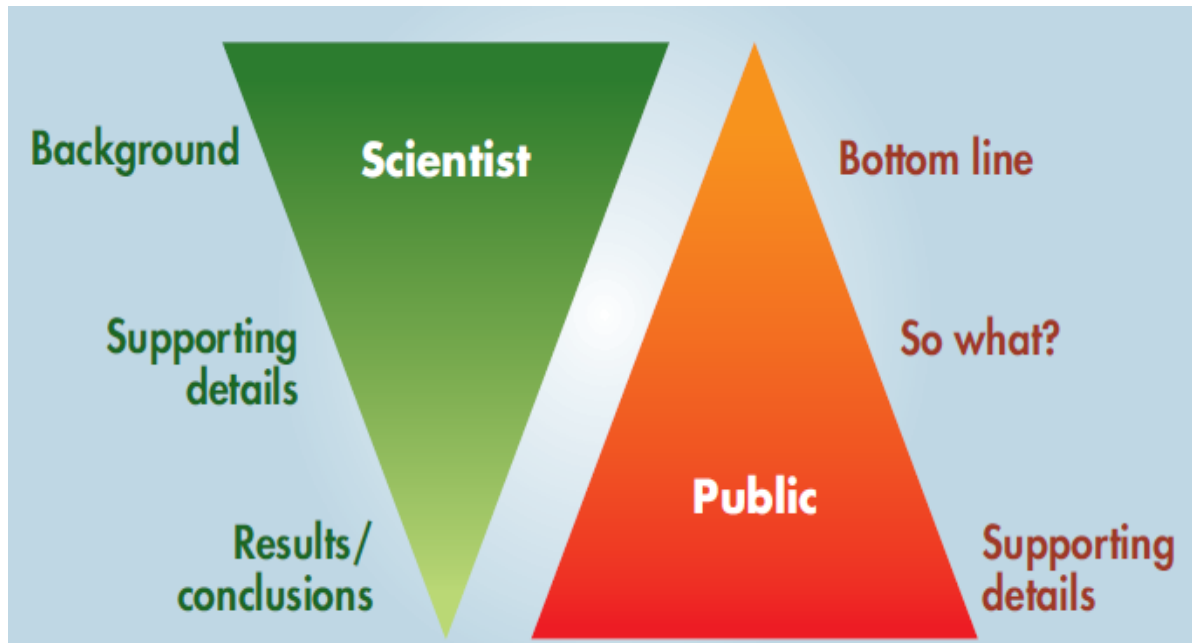 Background
Scientist
Supporting
details
Results/
conclusions
Bottom line
So what?
Public
Supporting
details